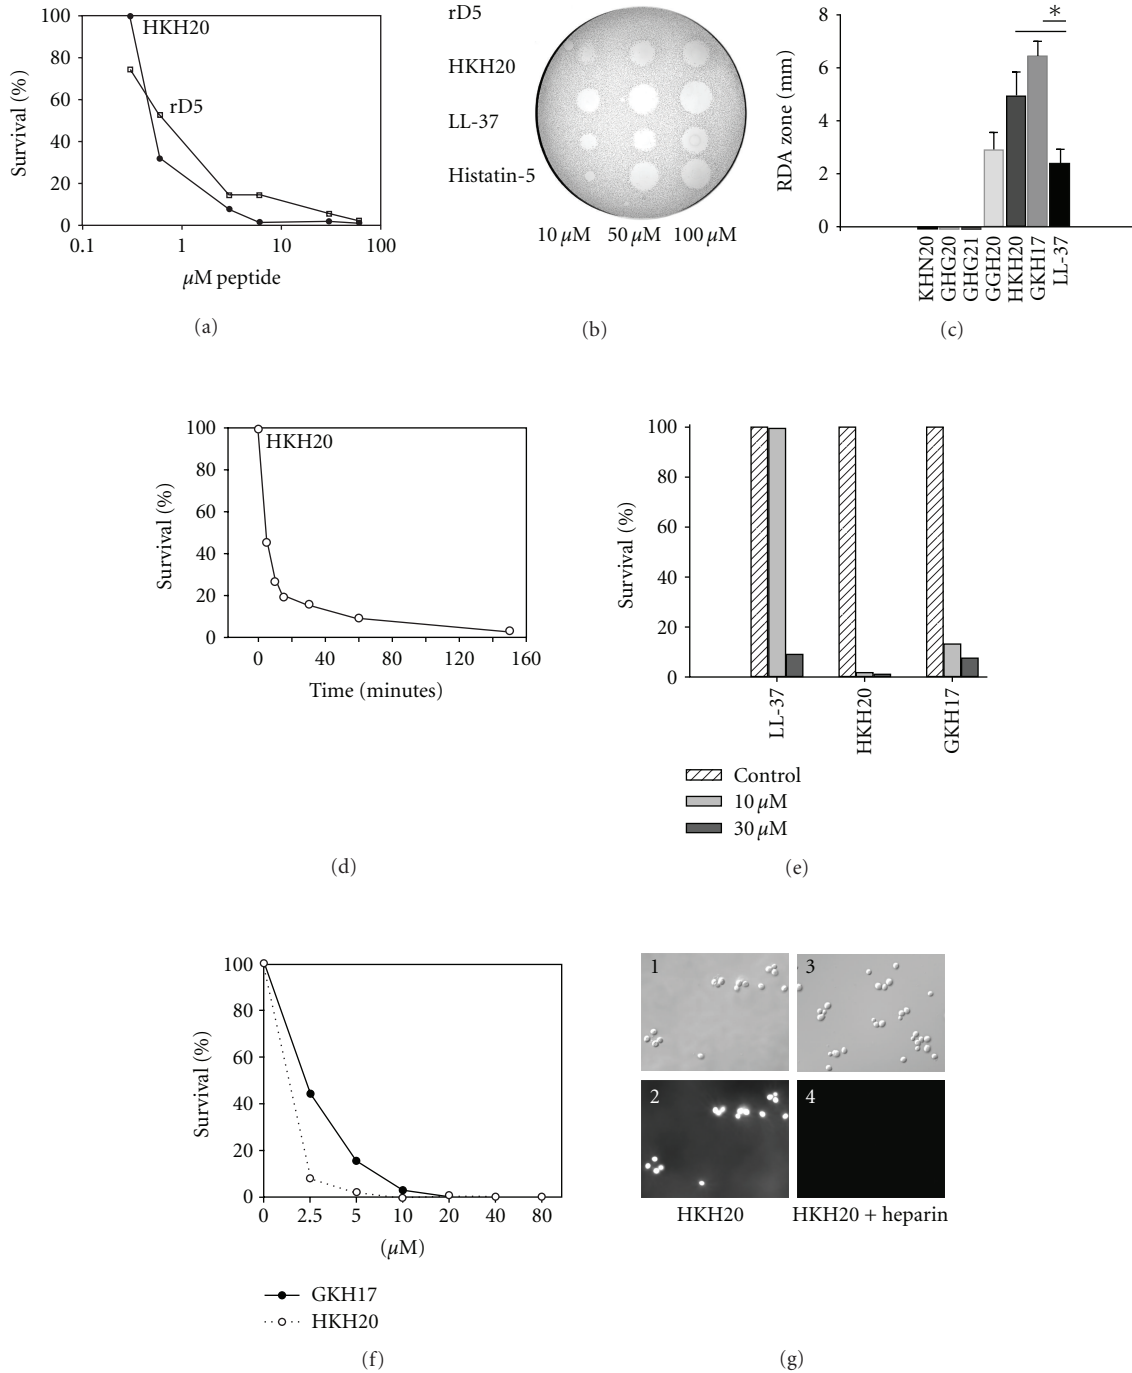 100
80
60
40
20
0
Survival (%)
HKH20
rD5
0.1 1 10 100
µM peptide
(a)
rD5
HKH20
LL-37
Histatin-5
10 µM 50 µM 100 µM
(b)
8
6
4
2
0
RDA zone (mm)
*
KHN20
GHG20
GHG21
GGH20
HKH20
GKH17
LL-37
(c)
100
80
60
40
20
0
Survival (%)
HKH20
0 40 80 120 160
Time (minutes)
(d)
100
80
60
40
20
0
Survival (%)
LL-37
HKH20
GKH17
Control
10 µM
30 µM
(e)
100
80
60
40
20
0
Survival (%)
0 2.5 5 10 20 40 80
(µM)
GKH17
HKH20
(f)
1
3
2
4
HKH20
HKH20 + heparin
(g)